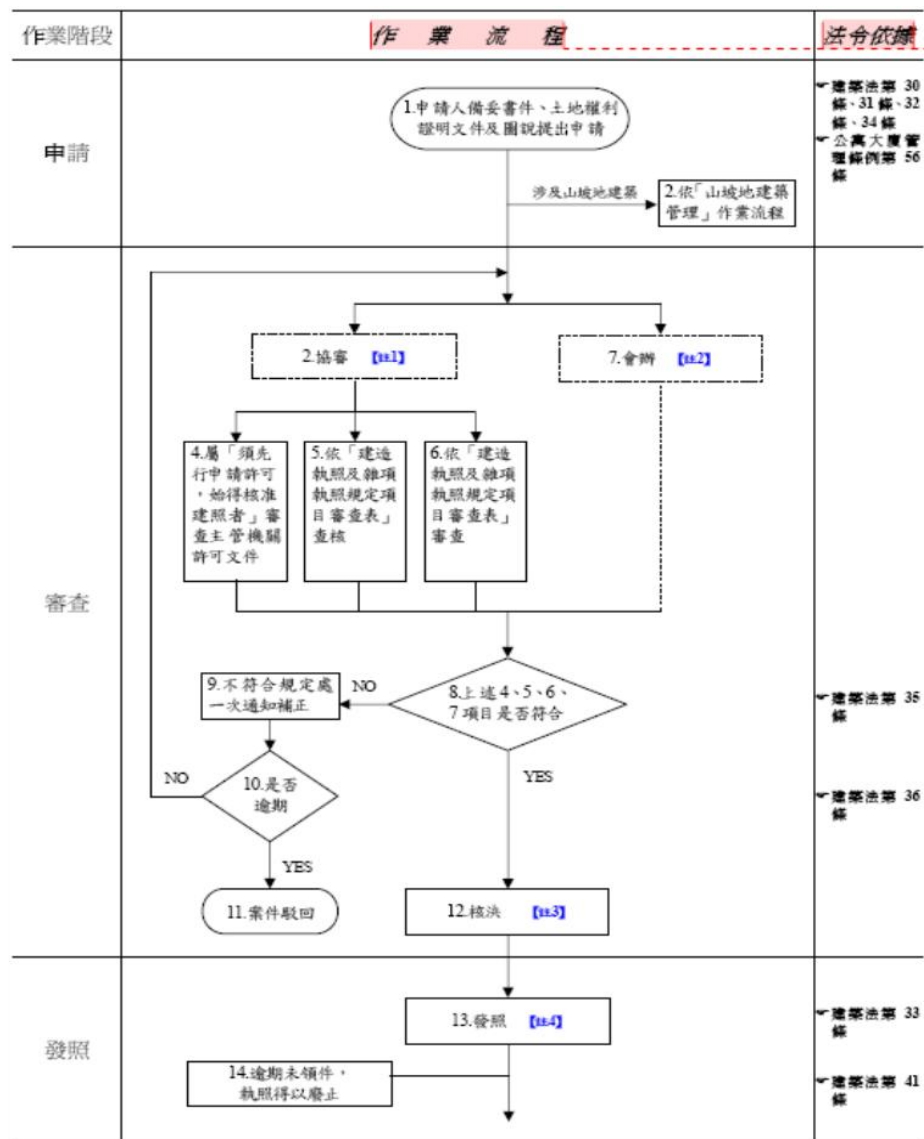 作業階段
作 業 流 程
法令依據
申請
1.申請人備妥書件、土地權利
證明文件及圖說提出申請
建築法第 30
條、31 條、32
條、34 條
公寓大廈管
理條例第 56
條
涉及山坡地建築
2.依「山坡地建築
管理」作業流程
審查
2.協審 【註1】
7.會辦 【註2】
4.屬「須先
行申請許可
，始得核准
建照者」審
查主管機關
許可文件
5.依「建造
執照及雜項
執照規定項
目審查表」
查核
6.依「建造
執照及雜項
執照規定項
目審查表」
審查
9.不符合規定處
一次通知補正
NO
8.上述4、5、6、
7項目是否符合
建築法第 35
條
NO
10.是否
逾期
YES
建築法第 36
條
YES
11.案件駁回
12.核決 【註3】
發照
13.發照 【註4】
建築法第 33
條
14.逾期未領件，
執照得以廢止
建築法第 41
條